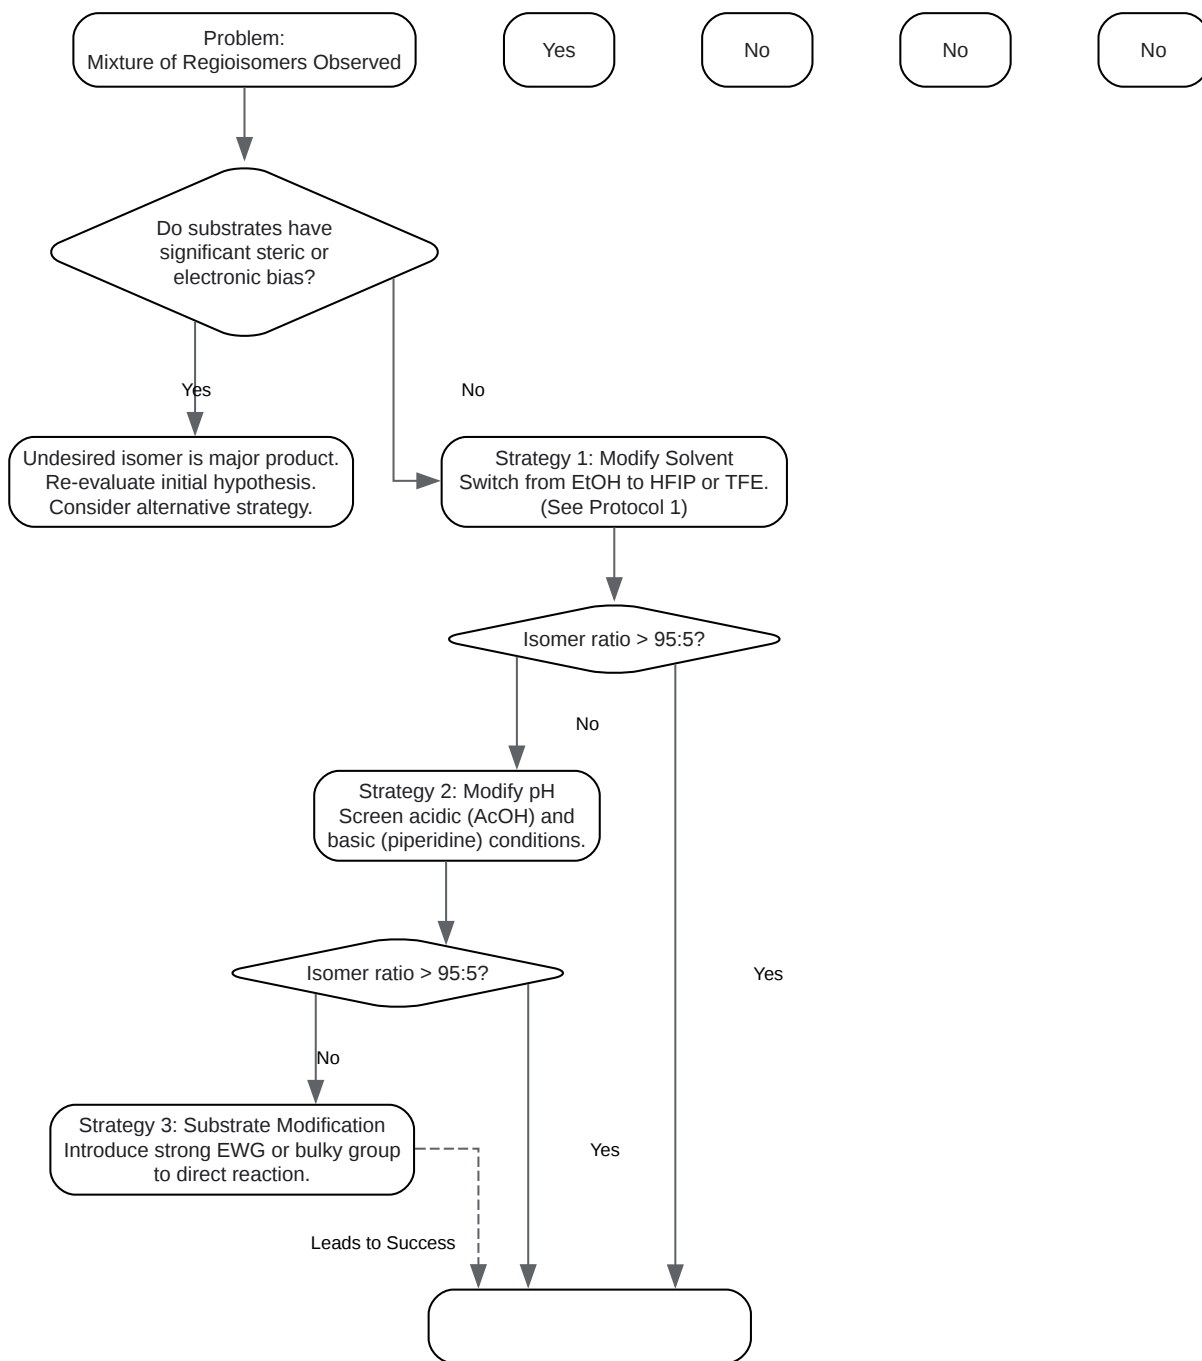 Problem:
Mixture of Regioisomers Observed
Yes
No
No
No
Do substrates have
significant steric or
electronic bias?
Yes
No
Undesired isomer is major product.
Re-evaluate initial hypothesis.
Consider alternative strategy.
Strategy 1: Modify Solvent
Switch from EtOH to HFIP or TFE.
(See Protocol 1)
Isomer ratio > 95:5?
No
Strategy 2: Modify pH
Screen acidic (AcOH) and
basic (piperidine) conditions.
Isomer ratio > 95:5?
Yes
No
Strategy 3: Substrate Modification
Introduce strong EWG or bulky group
to direct reaction.
Yes
Leads to Success